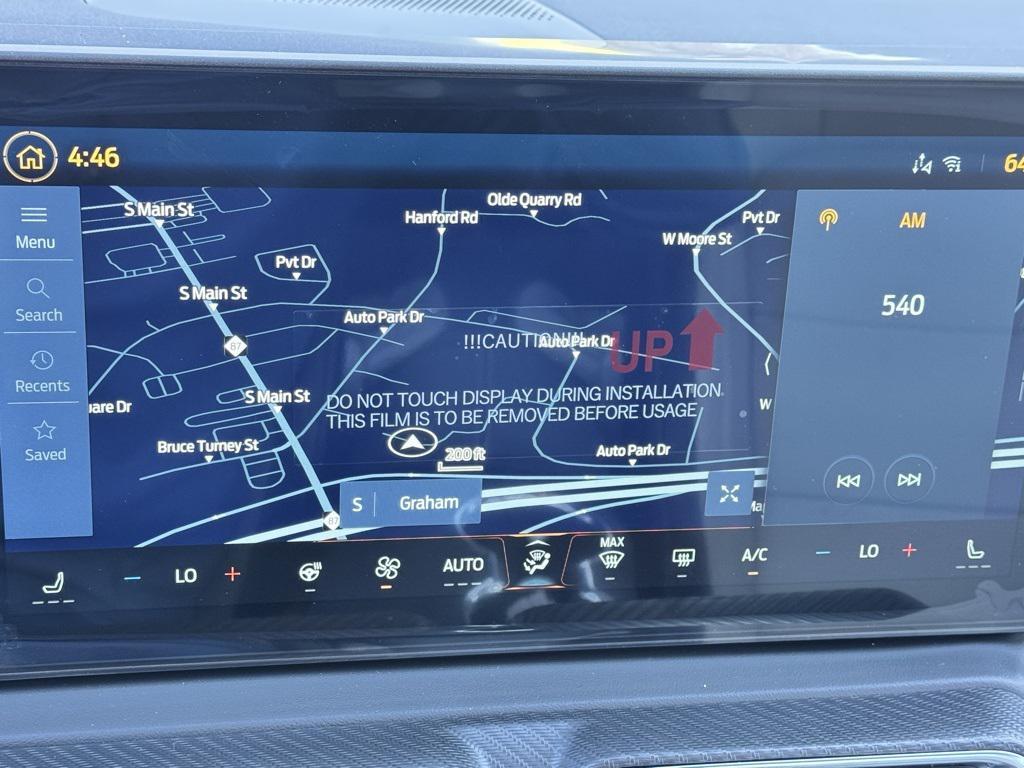 4:46
64
Menu
Search
Recents
Saved
S Main St
Hanford Rd
Olde Quarry Rd
W Moore St
Pvt Dr
Pvt Dr
S Main St
Auto Park Dr
Auto Park Dr
87
!!!CAUTION!!!
UP
DO NOT TOUCH DISPLAY DURING INSTALLATION.
THIS FILM IS TO BE REMOVED BEFORE USAGE
S Main St
uare Dr
W
Bruce Turney St
Auto Park Dr
200 ft
S
Graham
87
Ma
AM
540
LO
AUTO
MAX
A/C
LO